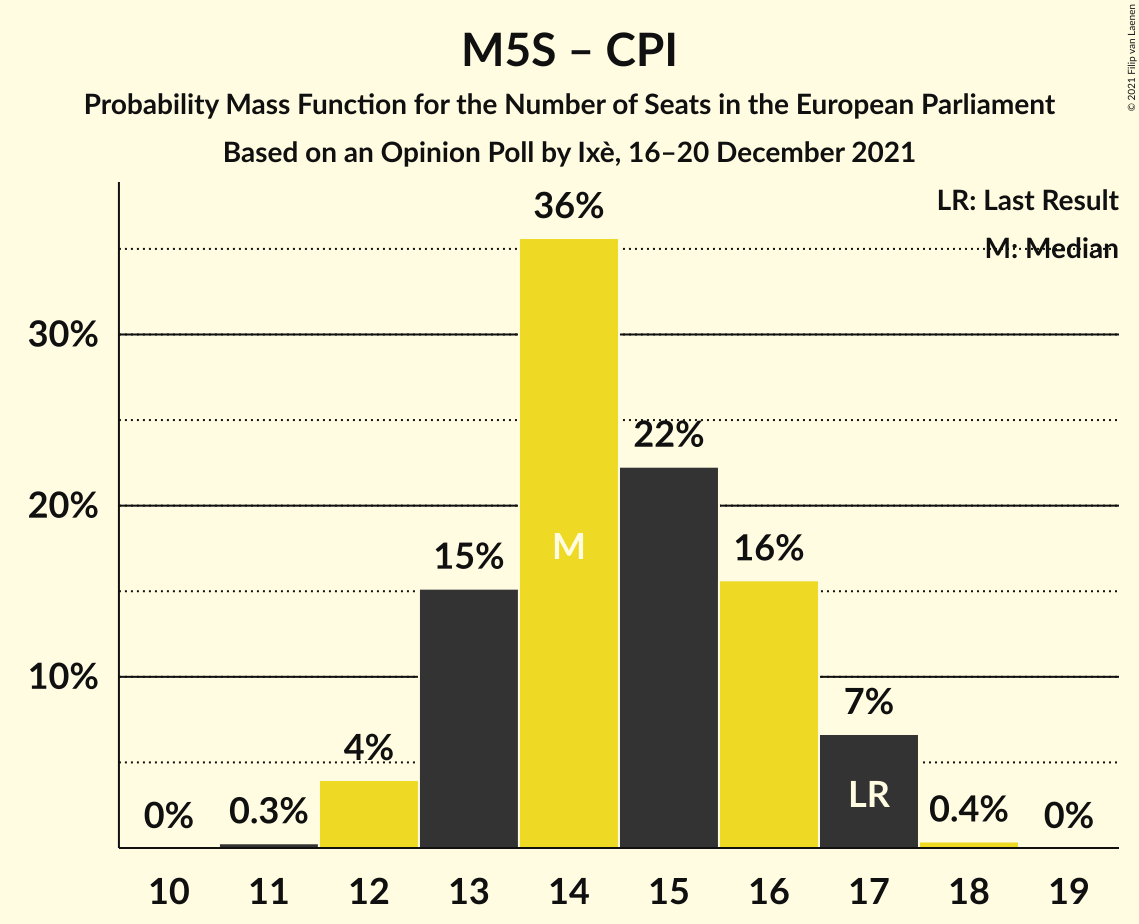 M5S – CPI
Probability Mass Function for the Number of Seats in the European Parliament
Based on an Opinion Poll by Ixè, 16–20 December 2021
© 2021 Filip van Laenen
LR: Last Result
M: Median
36%
30%
22%
20%
M
16%
15%
10%
7%
4%
LR
0%
0.3%
0.4%
0%
10 11 12 13 14 15 16 17 18 19